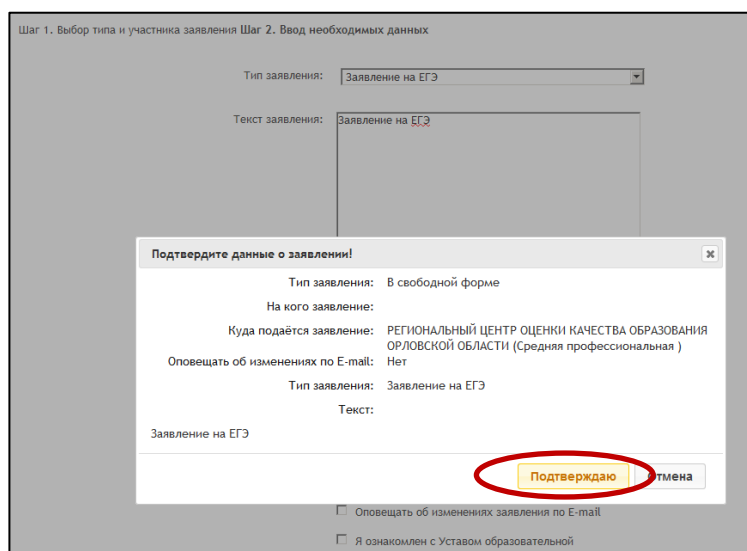 Шаг 1. Выбор типа и участника заявления Шаг 2. Ввод необходимых данных
Тип заявления: Заявление на ЕГЭ
Текст заявления: Заявление на ЕГЭ
Подтвердите данные о заявлении!
Тип заявления: В свободной форме
На кого заявление:
Куда подаётся заявление: РЕГИОНАЛЬНЫЙ ЦЕНТР ОЦЕНКИ КАЧЕСТВА ОБРАЗОВАНИЯ
ОРЛОВСКОЙ ОБЛАСТИ (Средняя профессиональная )
Оповещать об изменениях по E-mail: Нет
Тип заявления: Заявление на ЕГЭ
Текст:
Заявление на ЕГЭ
Подтверждаю Отмена
Оповещать об изменениях заявления по E-mail
Я ознакомлен с Уставом образовательной